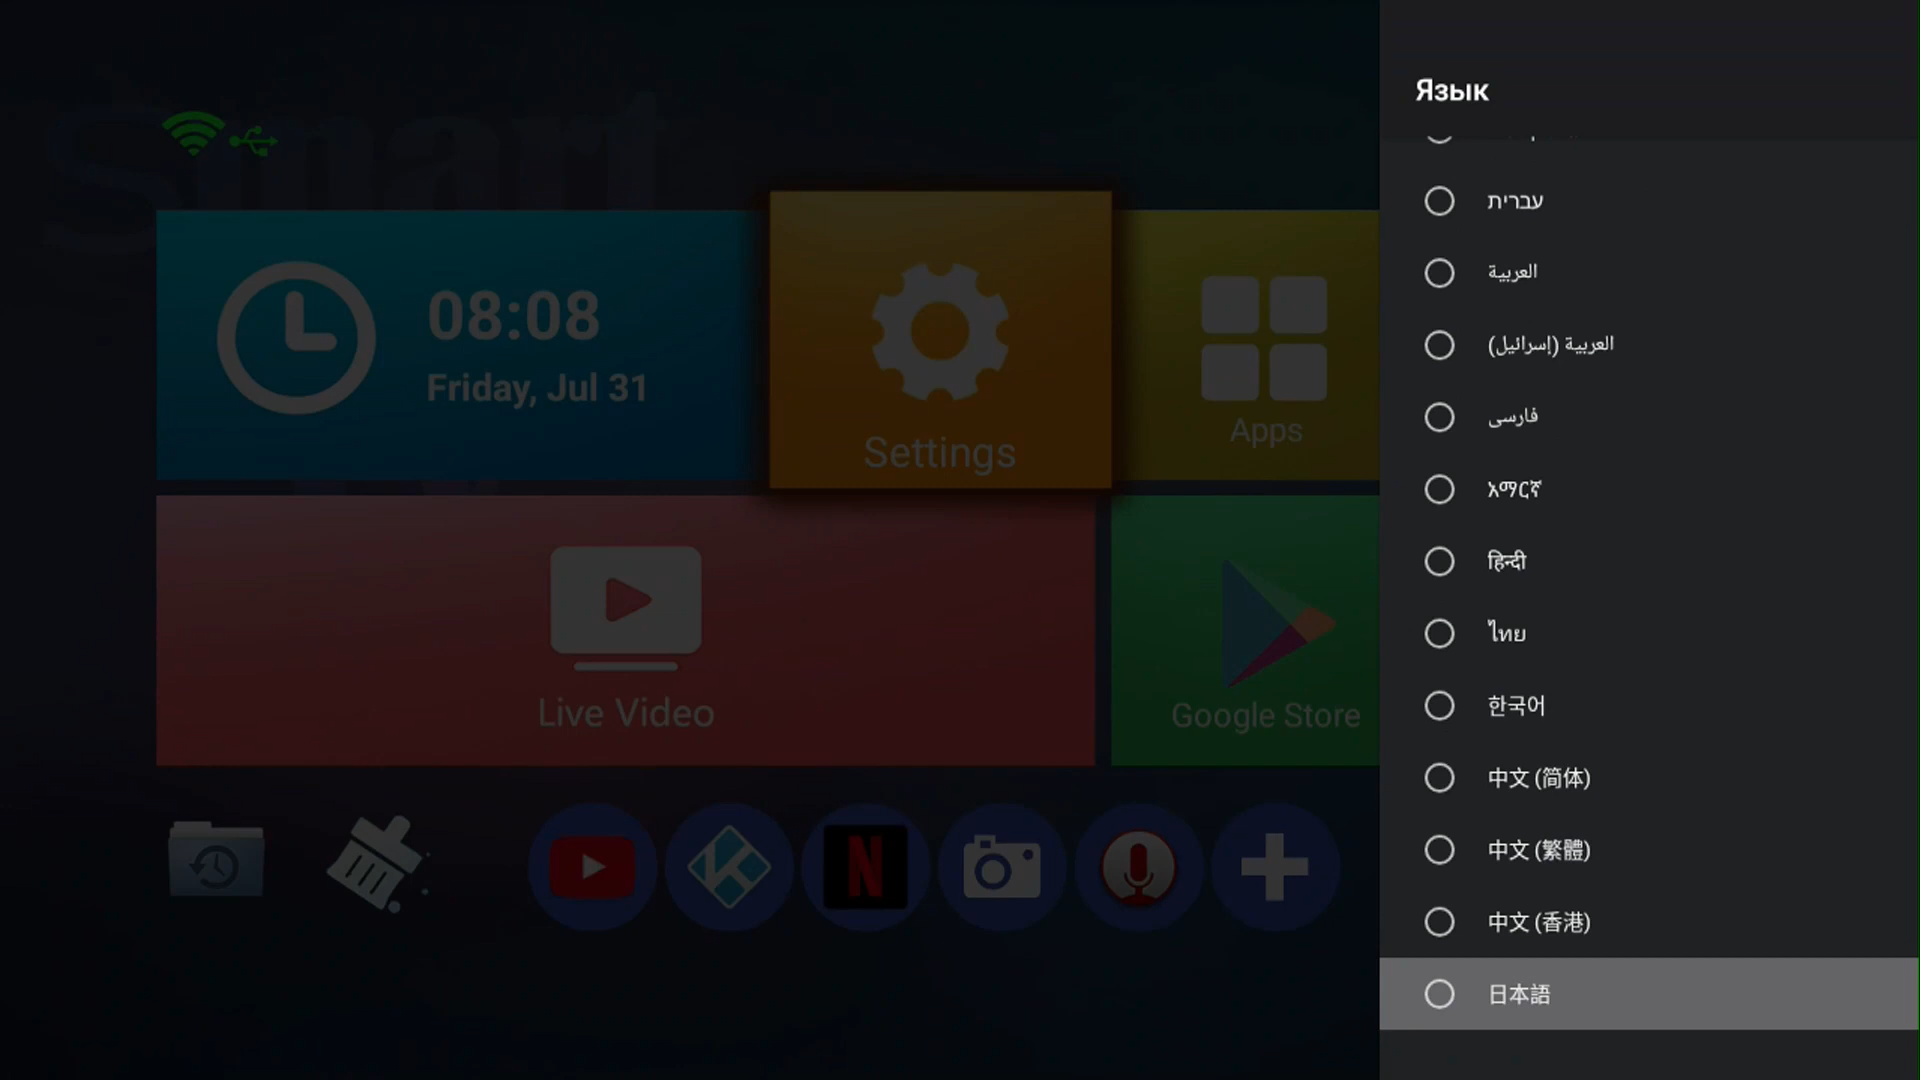 Smart
08:08
Friday, Jul 31
Settings
Apps
Live Video
Google Store
N
Язык
עברית
العربية
العربية (إسرائيل)
فارسی
አማርኛ
हिन्दी
ไทย
한국어
中文 (简体)
中文 (繁體)
中文 (香港)
日本語